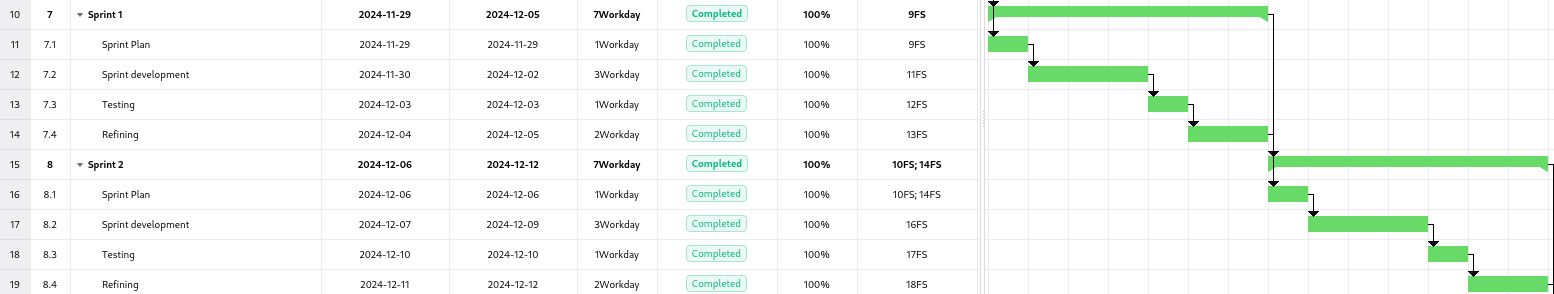 10 7 Sprint 1 2024-11-29 2024-12-05 7Workday Completed 100% 9FS
11 7.1 Sprint Plan 2024-11-29 2024-11-29 1Workday Completed 100% 9FS
12 7.2 Sprint development 2024-11-30 2024-12-02 3Workday Completed 100% 11FS
13 7.3 Testing 2024-12-03 2024-12-03 1Workday Completed 100% 12FS
14 7.4 Refining 2024-12-04 2024-12-05 2Workday Completed 100% 13FS
15 8 Sprint 2 2024-12-06 2024-12-12 7Workday Completed 100% 10FS; 14FS
16 8.1 Sprint Plan 2024-12-06 2024-12-06 1Workday Completed 100% 10FS; 14FS
17 8.2 Sprint development 2024-12-07 2024-12-09 3Workday Completed 100% 16FS
18 8.3 Testing 2024-12-10 2024-12-10 1Workday Completed 100% 17FS
19 8.4 Refining 2024-12-11 2024-12-12 2Workday Completed 100% 18FS